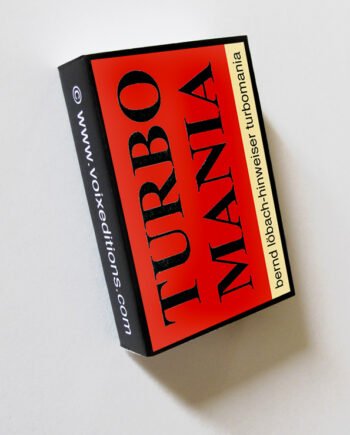 TURBO
MANIA
bernd löbach-hinweiser turbomania
© www.voixeditions.com